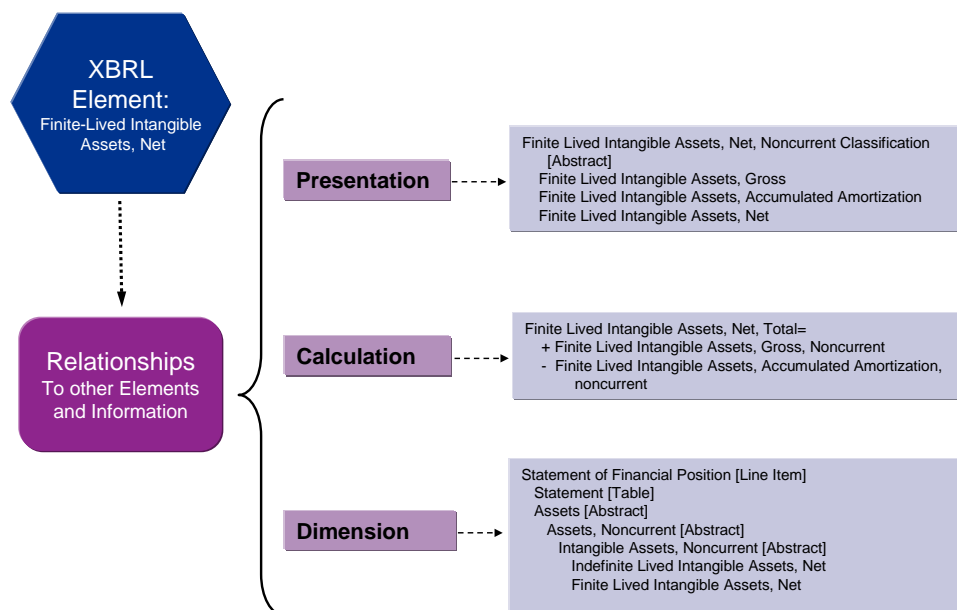 XBRL
Element:
Finite-Lived Intangible
Assets, Net
Relationships
To other Elements
and Information
Presentation
Finite Lived Intangible Assets, Net, Noncurrent Classification
[Abstract]
Finite Lived Intangible Assets, Gross
Finite Lived Intangible Assets, Accumulated Amortization
Finite Lived Intangible Assets, Net
Calculation
Finite Lived Intangible Assets, Net, Total=
+ Finite Lived Intangible Assets, Gross, Noncurrent
- Finite Lived Intangible Assets, Accumulated Amortization,
noncurrent
Dimension
Statement of Financial Position [Line Item]
Statement [Table]
Assets [Abstract]
Assets, Noncurrent [Abstract]
Intangible Assets, Noncurrent [Abstract]
Indefinite Lived Intangible Assets, Net
Finite Lived Intangible Assets, Net